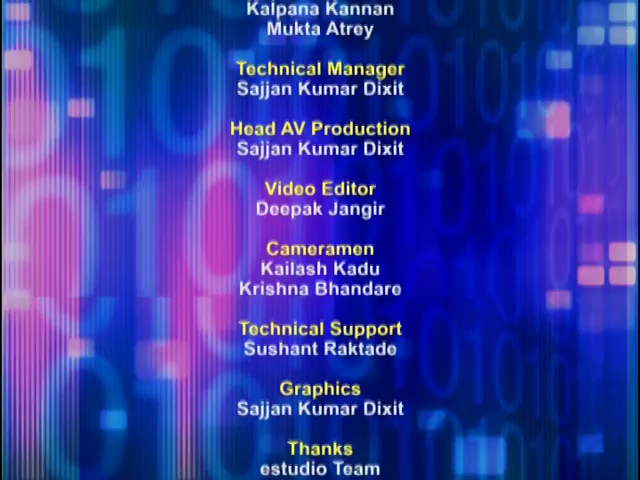 Kalpana Kannan
Mukta Atrey
Technical Manager
Sajjan Kumar Dixit
Head AV Production
Sajjan Kumar Dixit
Video Editor
Deepak Jangir
Cameramen
Kailash Kadu
Krishna Bhandare
Technical Support
Sushant Raktade
Graphics
Sajjan Kumar Dixit
Thanks
estudio Team